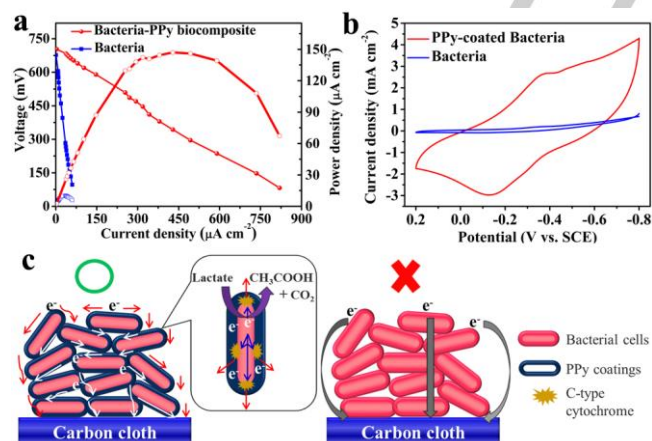 a
Bacteria-PPy biocomposite
Bacteria
Voltage (mV)
750
600
450
300
150
0
Power density (μA cm⁻²)
180
150
120
90
60
30
0
0 150 300 450 600 750 900
Current density (μA cm⁻²)
b
PPy-coated Bacteria
Bacteria
Current density (mA cm⁻²)
5
4
3
2
1
0
-1
-2
-3
0.2 0.0 -0.2 -0.4 -0.6 -0.8
Potential (V vs. SCE)
c
e⁻ e⁻ e⁻
Lactate CH₃COOH
+ CO₂
e⁻
e⁻ e⁻
e⁻
e⁻ e⁻ e⁻
Carbon cloth
Carbon cloth
Bacterial cells
PPy coatings
C-type
cytochrome